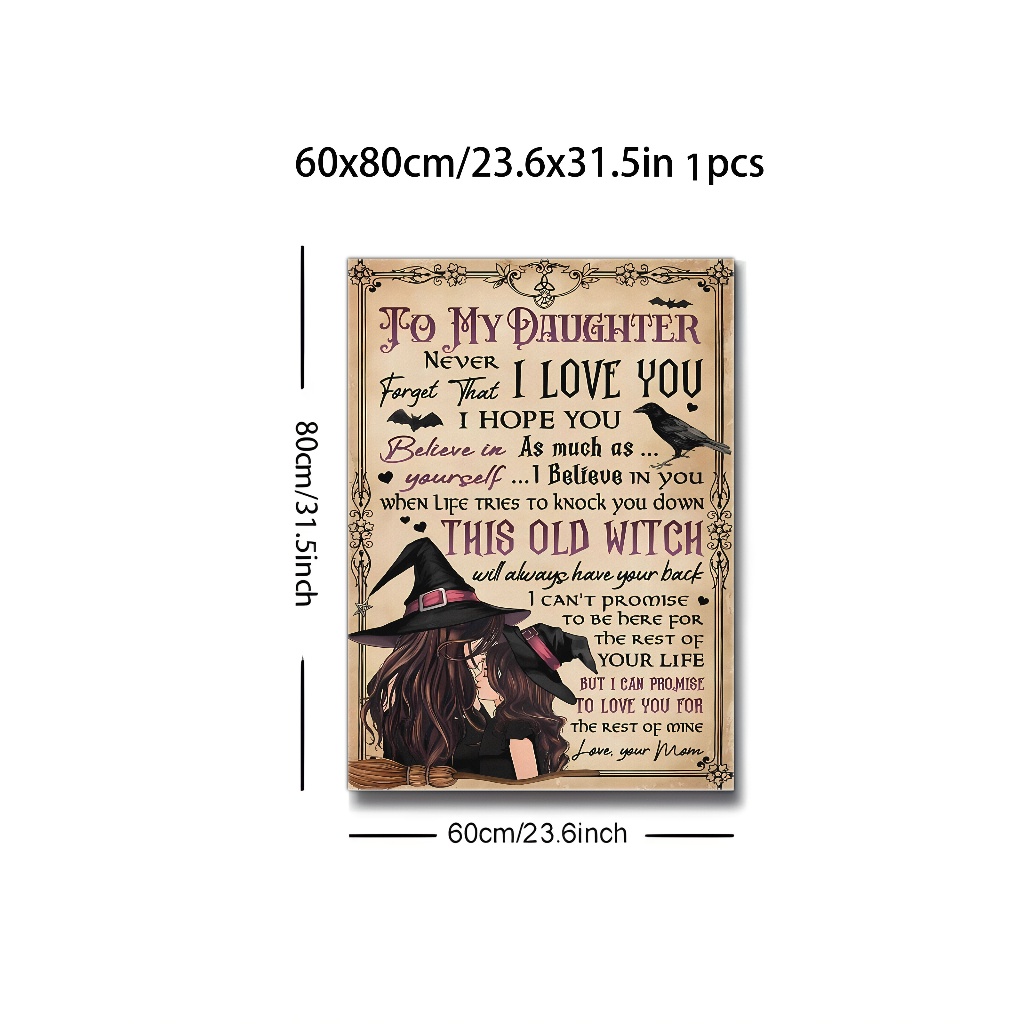 60x80cm/23.6x31.5in 1pcs
To My Daughter
Never
Forget That I LOVE YOU
I HOPE YOU
Believe in As much as ...
yourself ...I Believe in you
when Life tries to knock you down
THIS OLD WITCH
will always have your back
I can't promise
to be here for
the rest of
your life
BUT I CAN PROMISE
TO LOVE YOU FOR
the rest of mine
Love, your Mom
80cm/31.5inch
60cm/23.6inch